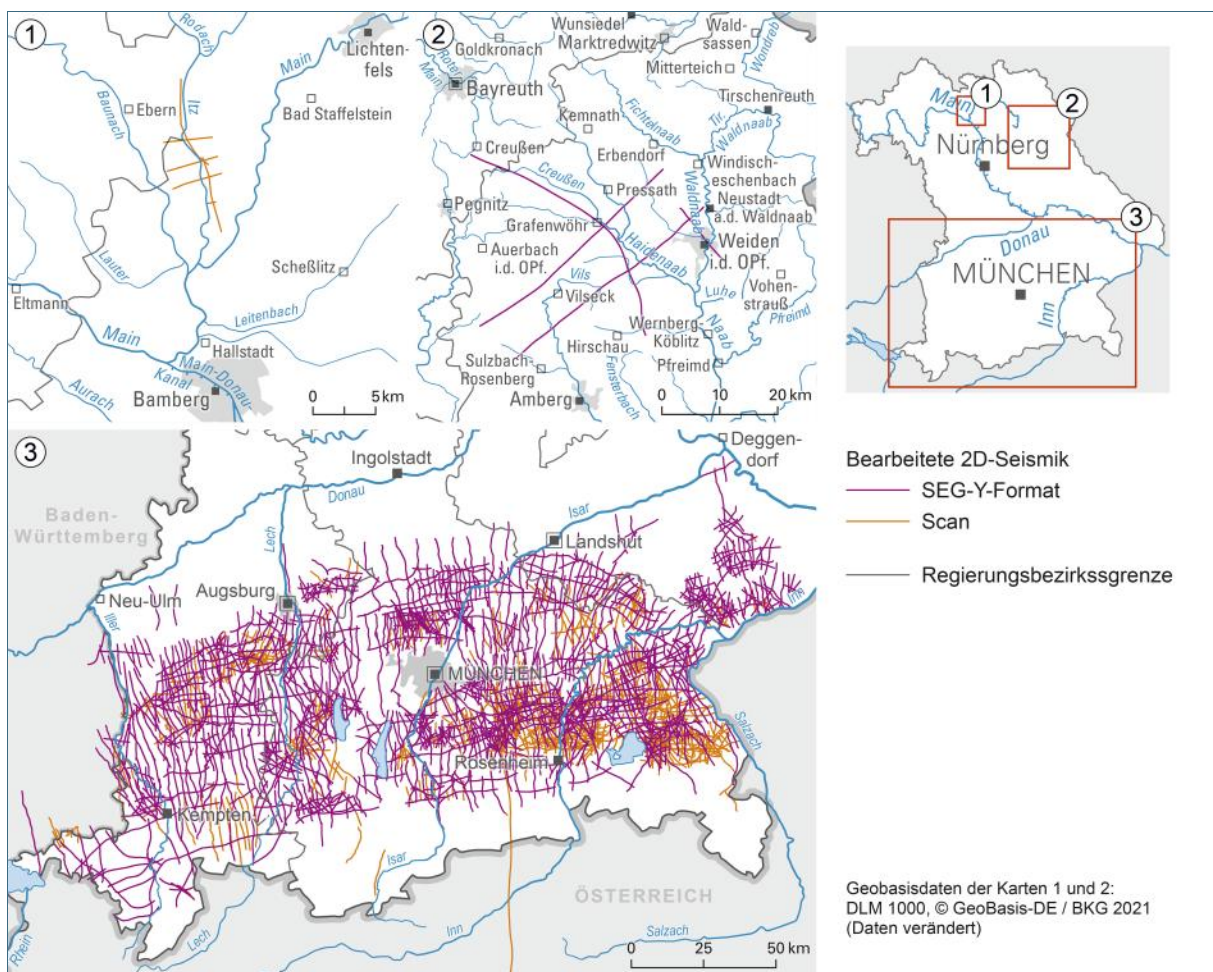 1
Rodach
Lichten-
fels
Main
Baunach
Ebern
Itz
Bad Staffelstein
Lauter
Scheßlitz
Eltmann
Leitenbach
Main
Hallstadt
Main-Donau
Kanal
Aurach
Bamberg
0 5 km
2
Wunsiedel
Marktredwitz
Wald-
sassen
Goldkronach
Roter
Main
Wondreb
Mitterteich
Bayreuth
Tirschenreuth
Kemnath
Fichtelnaab
Tir.
Waldnaab
Creußen
Erbendorf
Windisch-
eschenbach
Creußen
Pressath
Waldnaab
Neustadt
a.d. Waldnaab
Pegnitz
Grafenwöhr
Auerbach
i.d. OPf.
Haidenaab
Weiden
i.d. OPf.
Vils
Vilseck
Luhe
Vohen-
strauß
Pfreimd
Naab
Wernberg-
Köblitz
Hirschau
Sulzbach-
Rosenberg
Pfreimd
Fensterbach
Amberg
0 10 20 km
Main
1
2
Nürnberg
3
Donau
MÜNCHEN
Inn
3
Deggen-
dorf
Ingolstadt
Donau
Baden-
Württemberg
Lech
Isar
Landshut
Augsburg
Neu-Ulm
Inn
Iller
MÜNCHEN
Salzach
Rosenheim
Kempten
Isar
ÖSTERREICH
Rhein
Lech
Inn
Salzach
0 25 50 km
Bearbeitete 2D-Seismik
SEG-Y-Format
Scan
Regierungsbezirkssgrenze
Geobasisdaten der Karten 1 und 2:
DLM 1000, © GeoBasis-DE / BKG 2021
(Daten verändert)